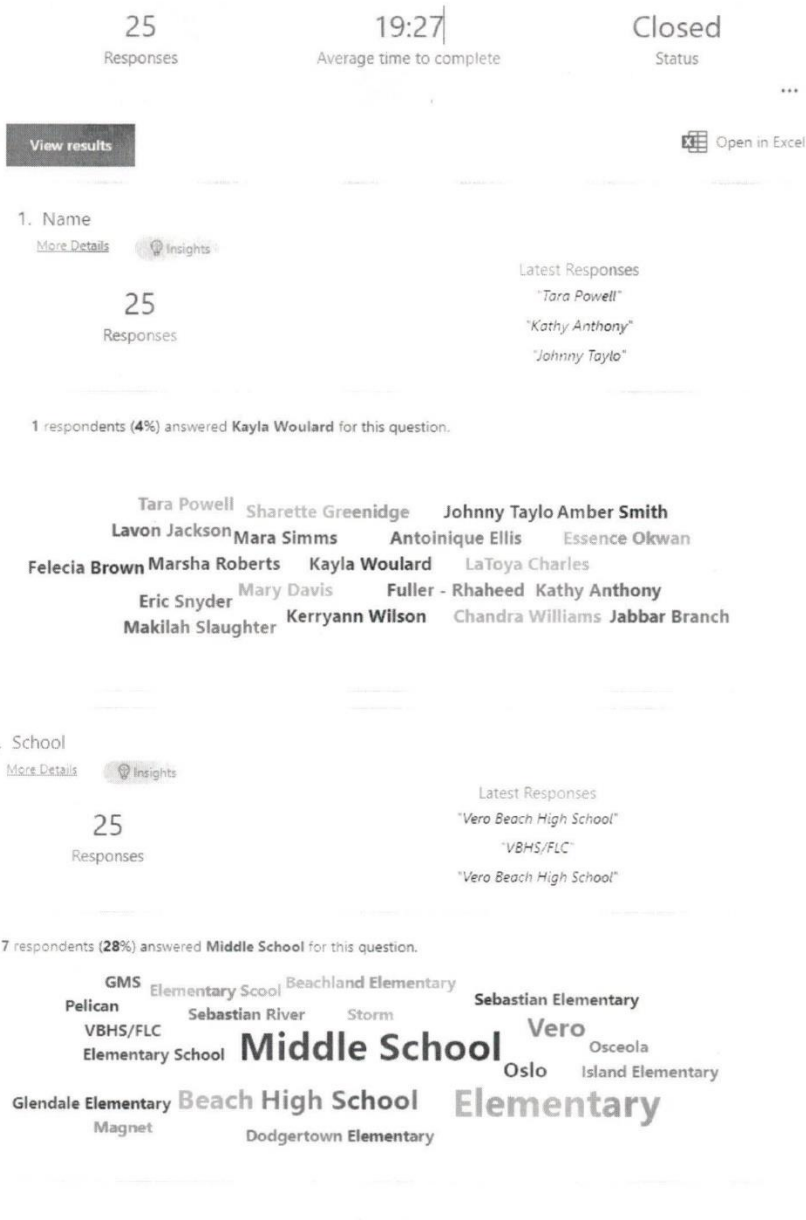 25
Responses
19:27
Average time to complete
Closed
Status
...
View results
Open in Excel
1. Name
More Details
Insights
25
Responses
Latest Responses
"Tara Powell"
"Kathy Anthony"
"Johnny Taylo"
1 respondents (4%) answered Kayla Woulard for this question.
Tara Powell Sharette Greenidge Johnny Taylo Amber Smith
Lavon Jackson Mara Simms Antoinique Ellis Essence Okwan
Felecia Brown Marsha Roberts Kayla Woulard LaToya Charles
Eric Snyder Mary Davis Fuller - Rhaheed Kathy Anthony
Makilah Slaughter Kerryann Wilson Chandra Williams Jabbar Branch
. School
More Details
Insights
25
Responses
Latest Responses
"Vero Beach High School"
"VBHS/FLC"
"Vero Beach High School"
7 respondents (28%) answered Middle School for this question.
GMS Elementary Scool Beachland Elementary
Pelican Sebastian River Storm Sebastian Elementary
VBHS/FLC Vero
Elementary School Middle School Osceola
Oslo Island Elementary
Glendale Elementary Beach High School Elementary
Magnet Dodgertown Elementary